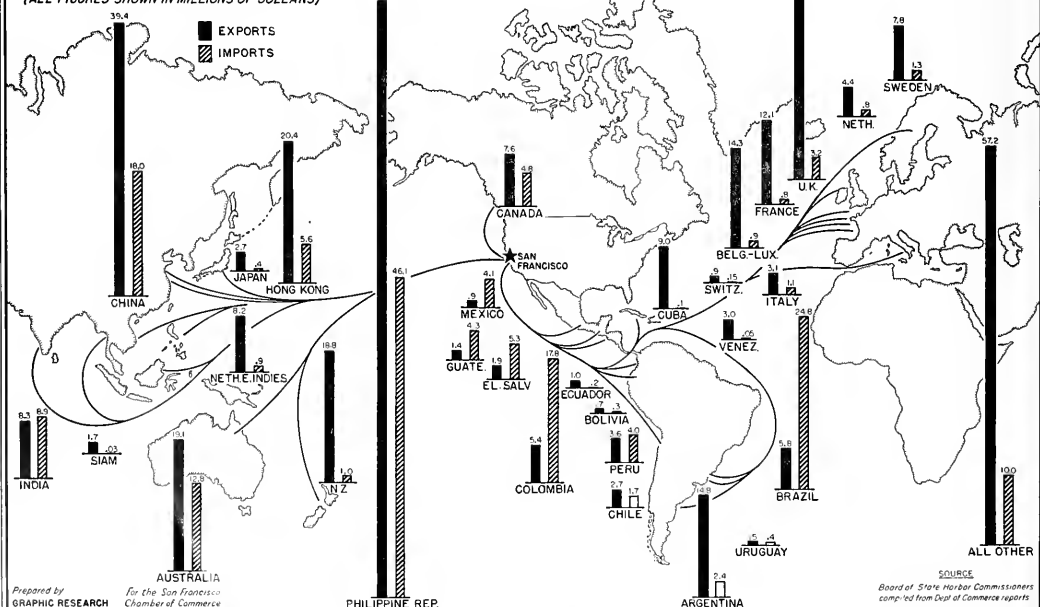 (ALL FIGURES SHOWN IN MILLIONS OF DOLLARS)
EXPORTS
IMPORTS
39.4
18.0
CHINA
2.7
.4
JAPAN
20.4
5.6
HONG KONG
8.2
.9
NETH.E.INDIES
8.3
8.9
INDIA
1.7
.03
SIAM
19.1
12.8
AUSTRALIA
18.8
1.0
N.Z
46.1
PHILIPPINE REP.
7.6
4.8
CANADA
SAN
FRANCISCO
.9
4.1
MEXICO
1.4
4.3
GUATE.
1.9
5.3
EL. SALV
5.4
17.8
COLOMBIA
1.0
.2
ECUADOR
.7
.3
BOLIVIA
3.6
4.0
PERU
2.7
1.7
CHILE
14.8
2.4
ARGENTINA
.4
URUGUAY
5.8
24.8
BRAZIL
3.0
.05
VENEZ.
9.0
.1
CUBA
.9
.15
SWITZ.
3.1
1.1
ITALY
14.3
.9
BELG.-LUX.
12.1
.8
FRANCE
3.2
U.K.
4.4
.8
NETH.
7.8
1.3
SWEDEN
57.2
10.0
ALL OTHER
Prepared by
GRAPHIC RESEARCH
For the San Francisco
Chamber of Commerce
SOURCE
Board of State Harbor Commissioners
compiled from Dept of Commerce reports